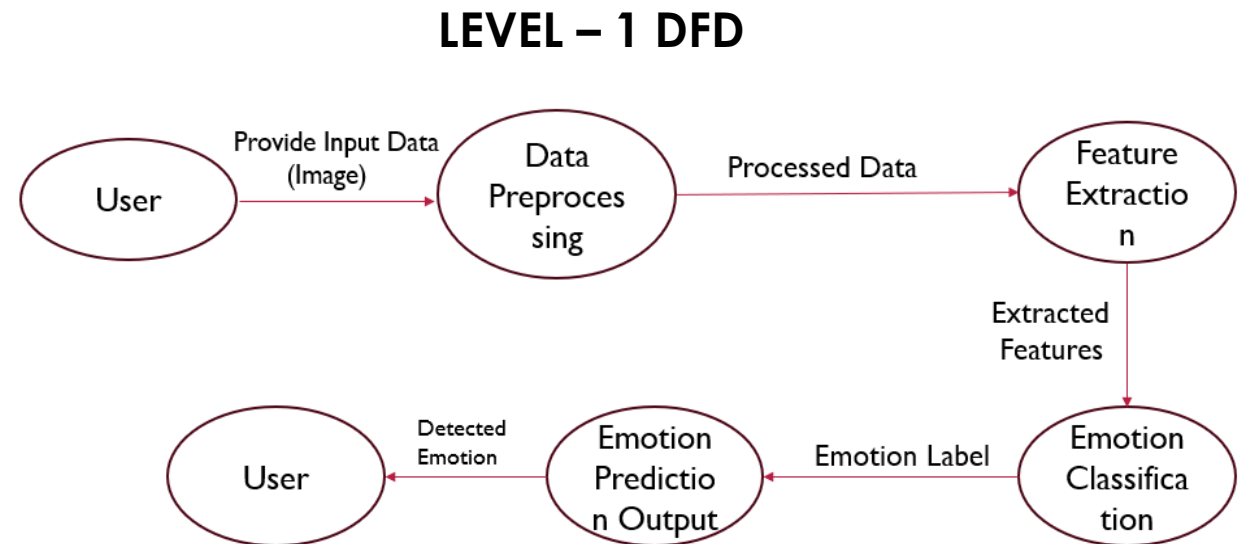 LEVEL – 1 DFD
User
Provide Input Data
(Image)
Data
Preproces
sing
Processed Data
Feature
Extractio
n
Extracted
Features
Emotion
Classifica
tion
Emotion Label
Emotion
Predictio
n Output
Detected
Emotion
User